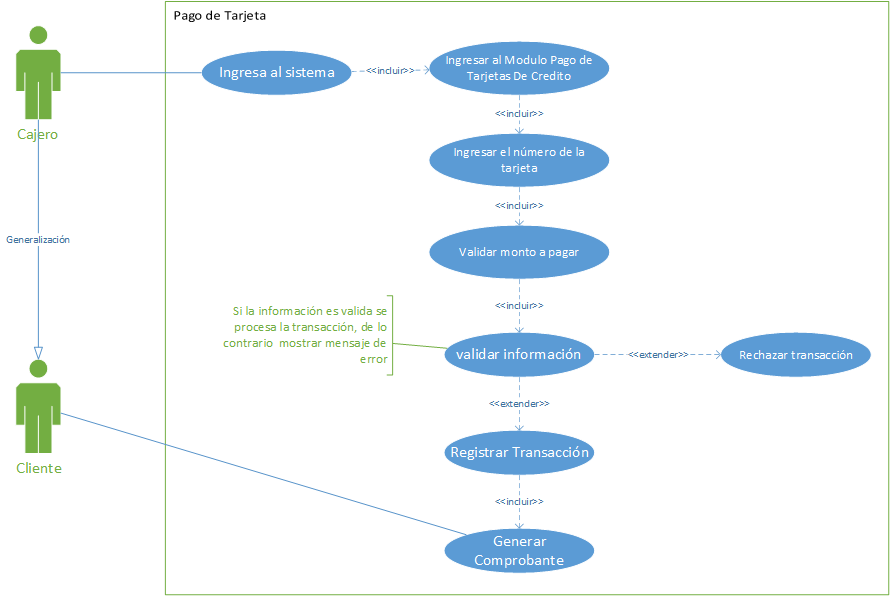 Pago de Tarjeta
Ingresa al sistema
<<incluir>>
Ingresar al Modulo Pago de
Tarjetas De Credito
Cajero
<<incluir>>
Ingresar el número de la
tarjeta
<<incluir>>
Generalización
Validar monto a pagar
<<incluir>>
Si la información es valida se
procesa la transacción, de lo
contrario mostrar mensaje de
error
validar información
<<extender>>
Rechazar transacción
<<extender>>
Cliente
Registrar Transacción
<<incluir>>
Generar
Comprobante